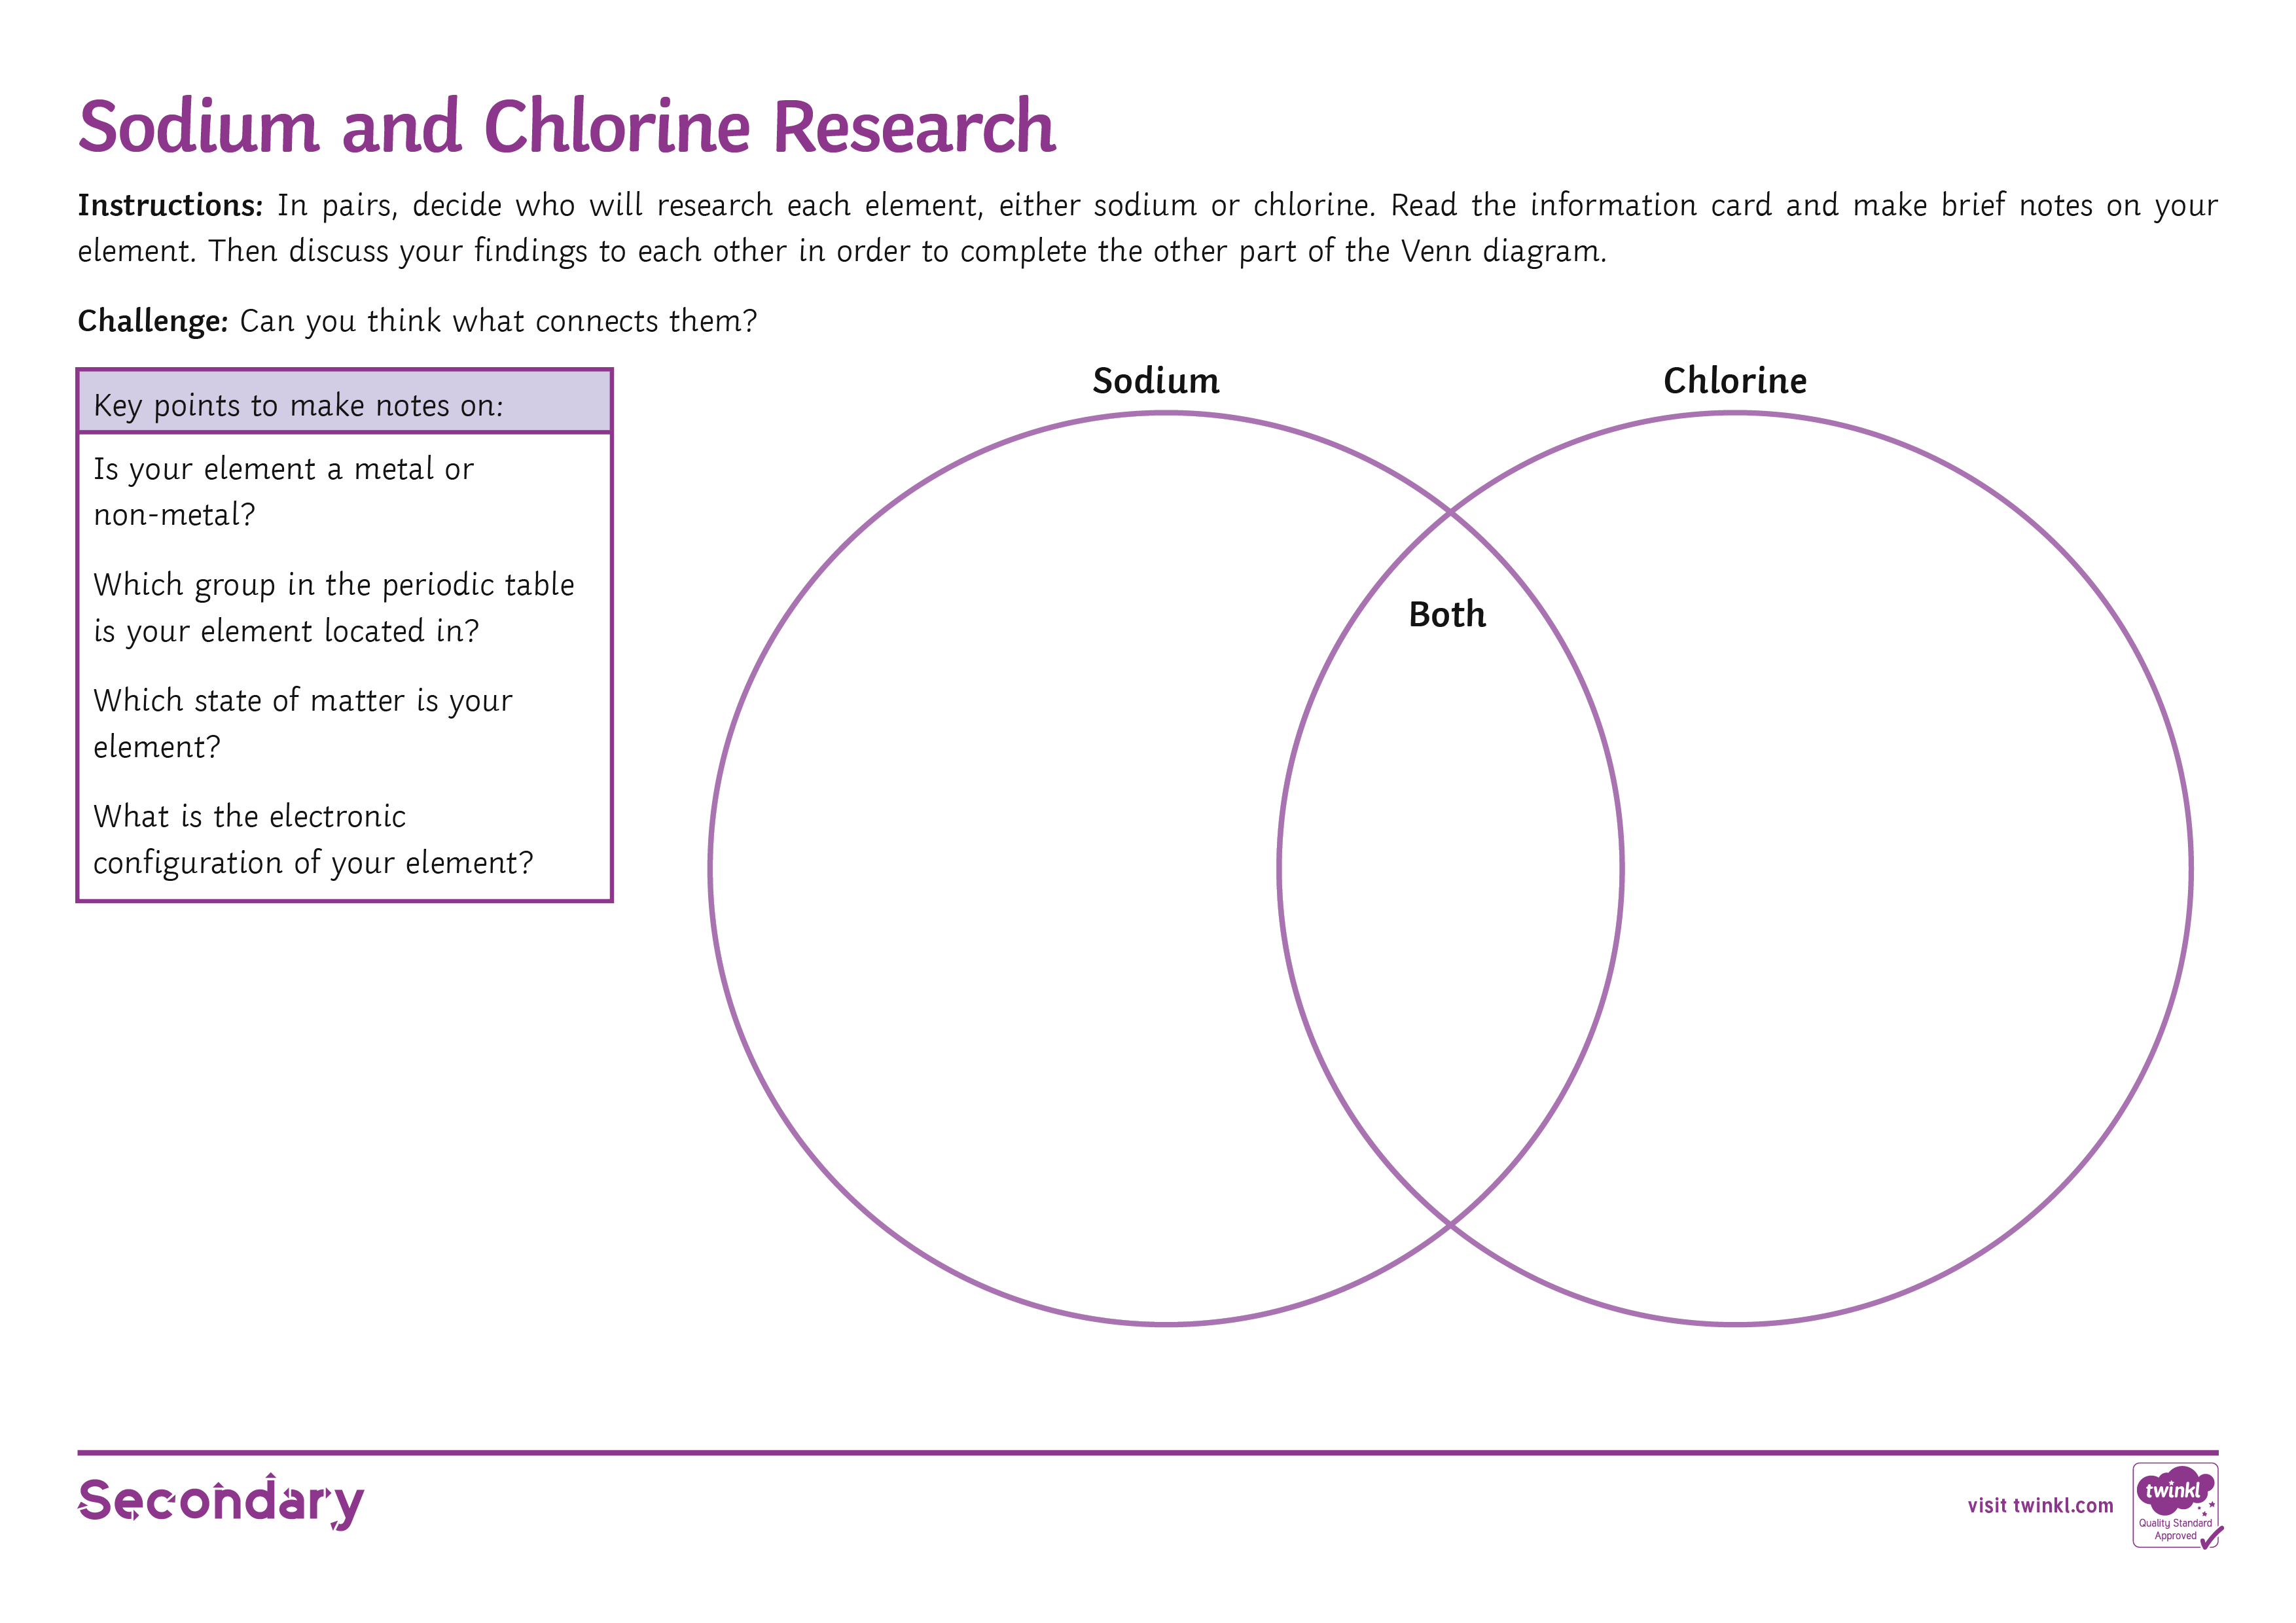 Sodium and Chlorine Research
Instructions: In pairs, decide who will research each element, either sodium or chlorine. Read the information card and make brief notes on your
element. Then discuss your findings to each other in order to complete the other part of the Venn diagram.
Challenge: Can you think what connects them?
Key points to make notes on:
Is your element a metal or
non-metal?
Which group in the periodic table
is your element located in?
Which state of matter is your
element?
What is the electronic
configuration of your element?
Sodium
Chlorine
Both
Secondary
visit twinkl.com
twinkl
Quality Standard
Approved